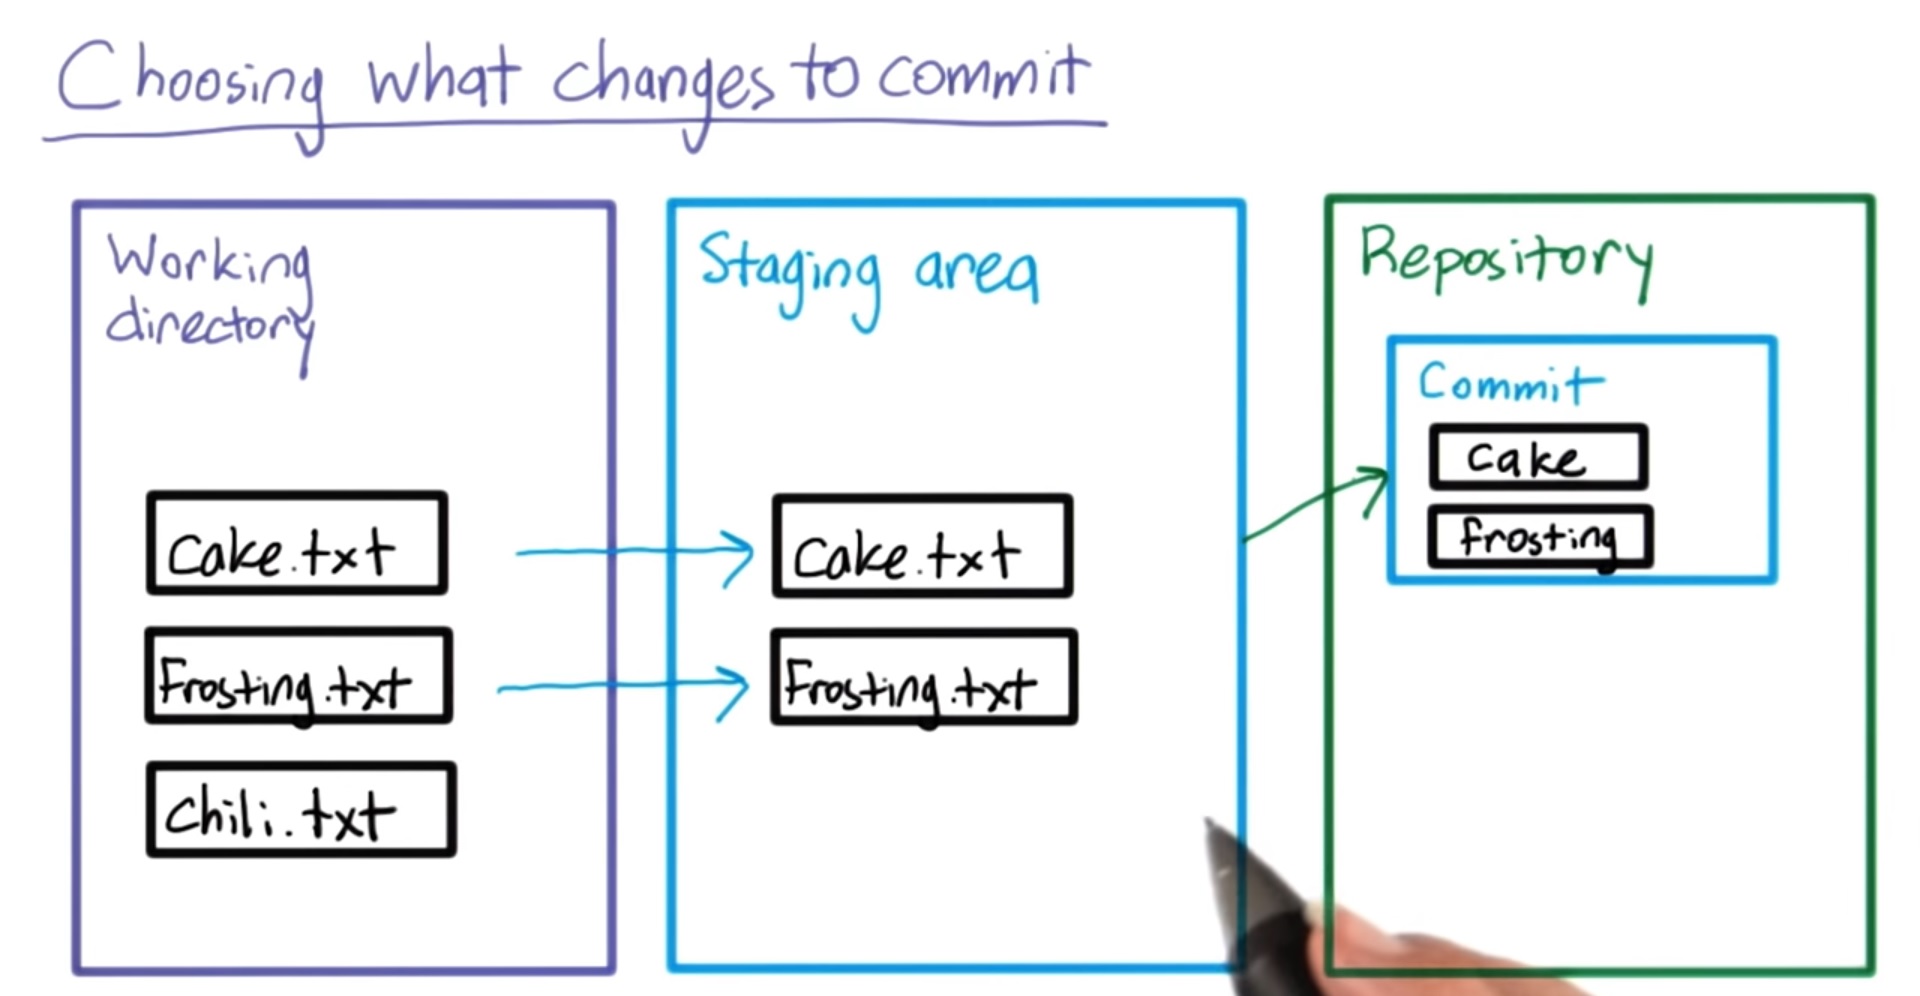 Choosing what changes to commit
Working
directory
Cake.txt
Frosting.txt
Chili.txt
Staging area
Cake.txt
Frosting.txt
Repository
Commit
Cake
Frosting